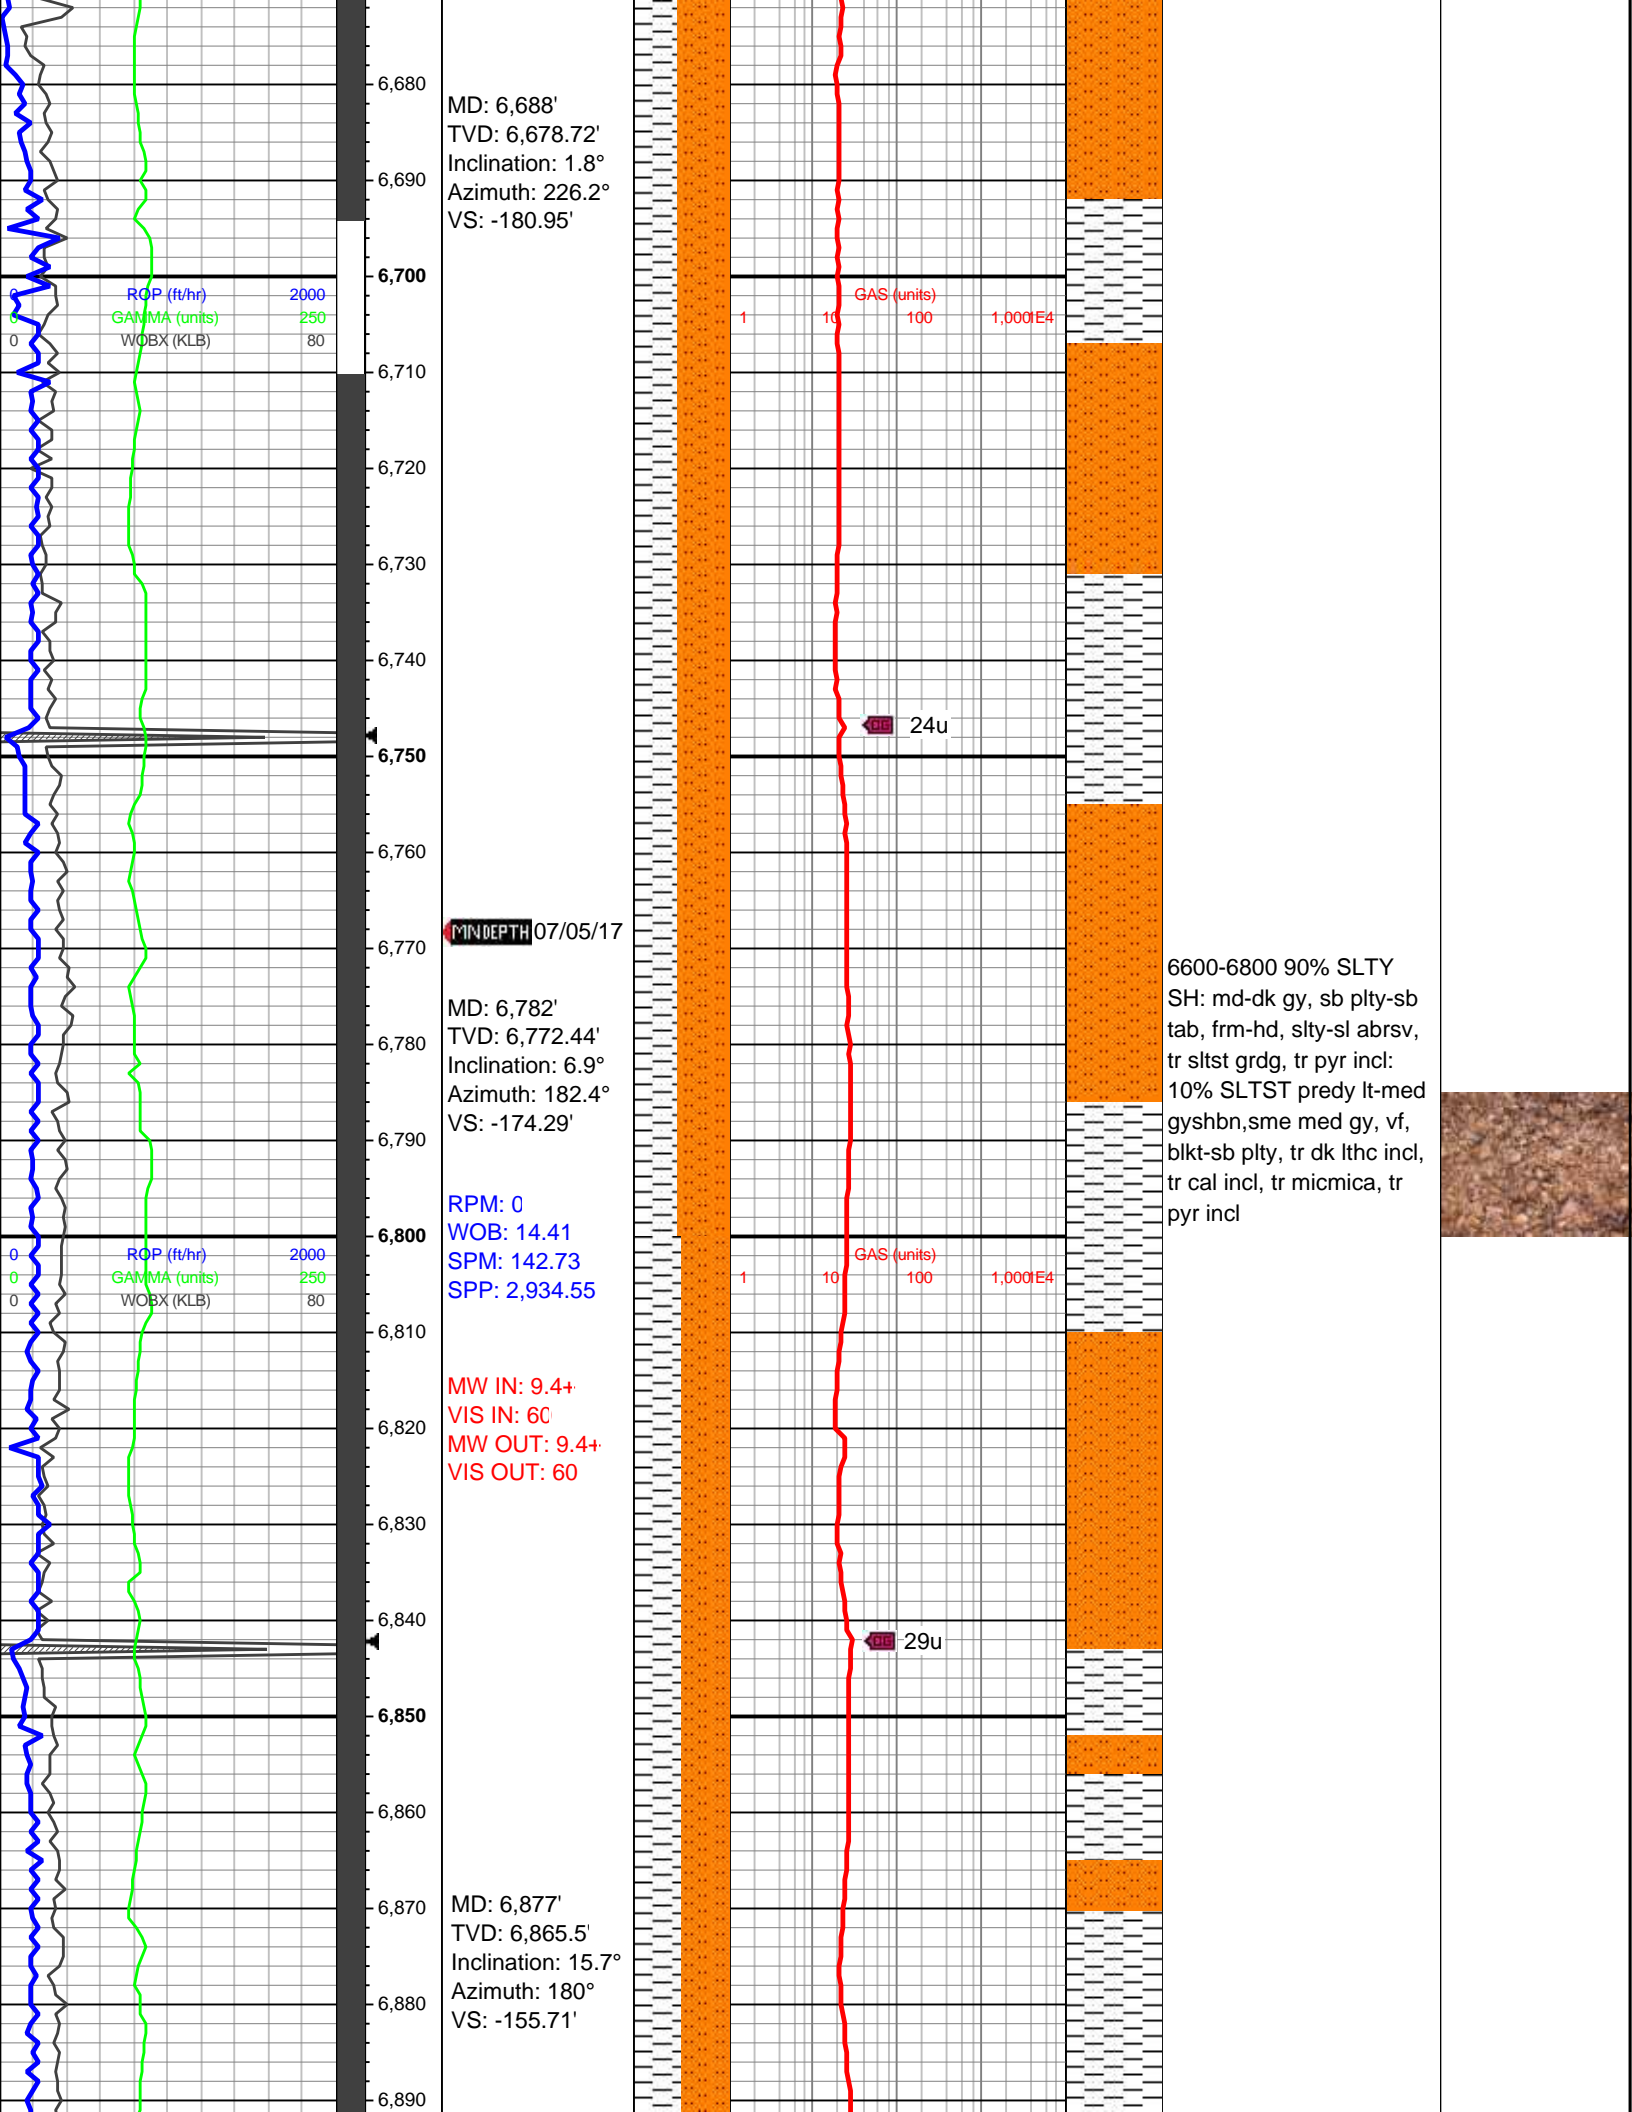 6,680
MD: 6,688'
TVD: 6,678.72'
Inclination: 1.8°
Azimuth: 226.2°
VS: -180.95'
6,690
6,700
0 ROP (ft/hr) 2000
0 GAMMA (units) 250
0 WOBX (KLB) 80
GAS (units)
1 10 100 1,000 1E4
6,710
6,720
6,730
6,740
24u
6,750
6,760
MNDEPTH 07/05/17
6,770
MD: 6,782'
TVD: 6,772.44'
Inclination: 6.9°
Azimuth: 182.4°
VS: -174.29'
6,780
6,790
6600-6800 90% SLTY
SH: md-dk gy, sb plty-sb
tab, frm-hd, slty-sl abrsv,
tr sltst grdg, tr pyr incl:
10% SLTST predy lt-med
gyshbn,sme med gy, vf,
blkt-sb plty, tr dk lthc incl,
tr cal incl, tr micmica, tr
pyr incl
RPM: 0
WOB: 14.41
SPM: 142.73
SPP: 2,934.55
6,800
0 ROP (ft/hr) 2000
0 GAMMA (units) 250
0 WOBX (KLB) 80
GAS (units)
1 10 100 1,000 1E4
6,810
MW IN: 9.4+
VIS IN: 60
MW OUT: 9.4+
VIS OUT: 60
6,820
6,830
6,840
29u
6,850
6,860
6,870
MD: 6,877'
TVD: 6,865.5'
Inclination: 15.7°
Azimuth: 180°
VS: -155.71'
6,880
6,890